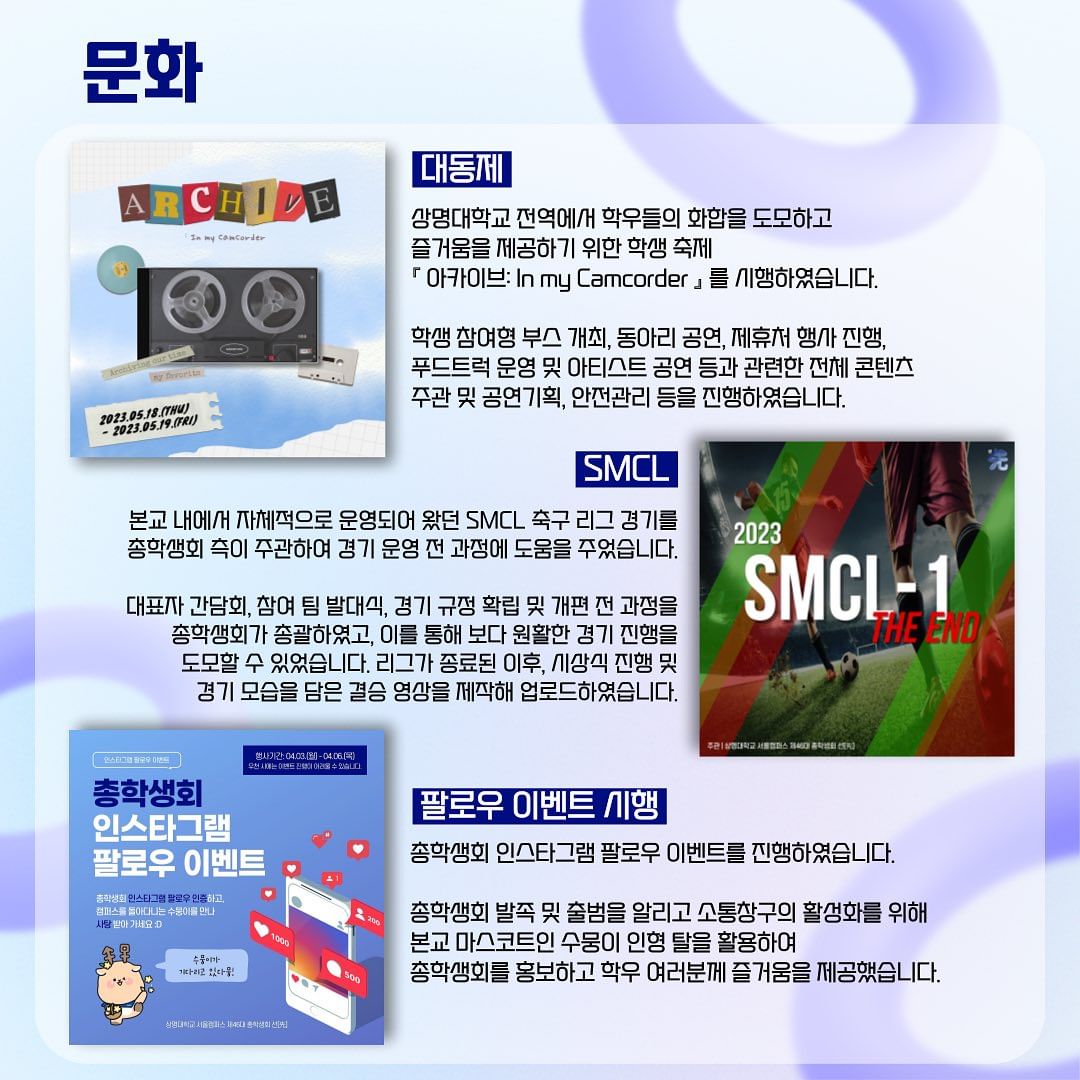 문화
ARCHIVE
: In my Camcorder
Archiving our time
my favorite
2023.05.18.(THU)
- 2023.05.19.(FRI)
대동제
상명대학교 전역에서 학우들의 화합을 도모하고
즐거움을 제공하기 위한 학생 축제
『 아카이브: In my Camcorder 』 를 시행하였습니다.
학생 참여형 부스 개최, 동아리 공연, 제휴처 행사 진행,
푸드트럭 운영 및 아티스트 공연 등과 관련한 전체 콘텐츠
주관 및 공연기획, 안전관리 등을 진행하였습니다.
SMCL
본교 내에서 자체적으로 운영되어 왔던 SMCL 축구 리그 경기를
총학생회 측이 주관하여 경기 운영 전 과정에 도움을 주었습니다.
대표자 간담회, 참여 팀 발대식, 경기 규정 확립 및 개편 전 과정을
총학생회가 총괄하였고, 이를 통해 보다 원활한 경기 진행을
도모할 수 있었습니다. 리그가 종료된 이후, 시상식 진행 및
경기 모습을 담은 결승 영상을 제작해 업로드하였습니다.
先
15
2023
SMCL - 1
THE END
주관 | 상명대학교 서울캠퍼스 제46대 총학생회 선[先]
인스타그램 팔로우 이벤트
행사기간: 04.03.(월) - 04.06.(목)
우천 시에는 이벤트 진행이 어려울 수 있습니다.
총학생회
인스타그램
팔로우 이벤트
총학생회 인스타그램 팔로우 인증하고,
캠퍼스를 돌아다니는 수뭉이를 만나
사탕 받아 가세요 :D
1
200
1000
500
수뭉이가
기다리고 있다뭉!
상명대학교 서울캠퍼스 제46대 총학생회 선[先]
팔로우 이벤트 시행
총학생회 인스타그램 팔로우 이벤트를 진행하였습니다.
총학생회 발족 및 출범을 알리고 소통창구의 활성화를 위해
본교 마스코트인 수뭉이 인형 탈을 활용하여
총학생회를 홍보하고 학우 여러분께 즐거움을 제공했습니다.